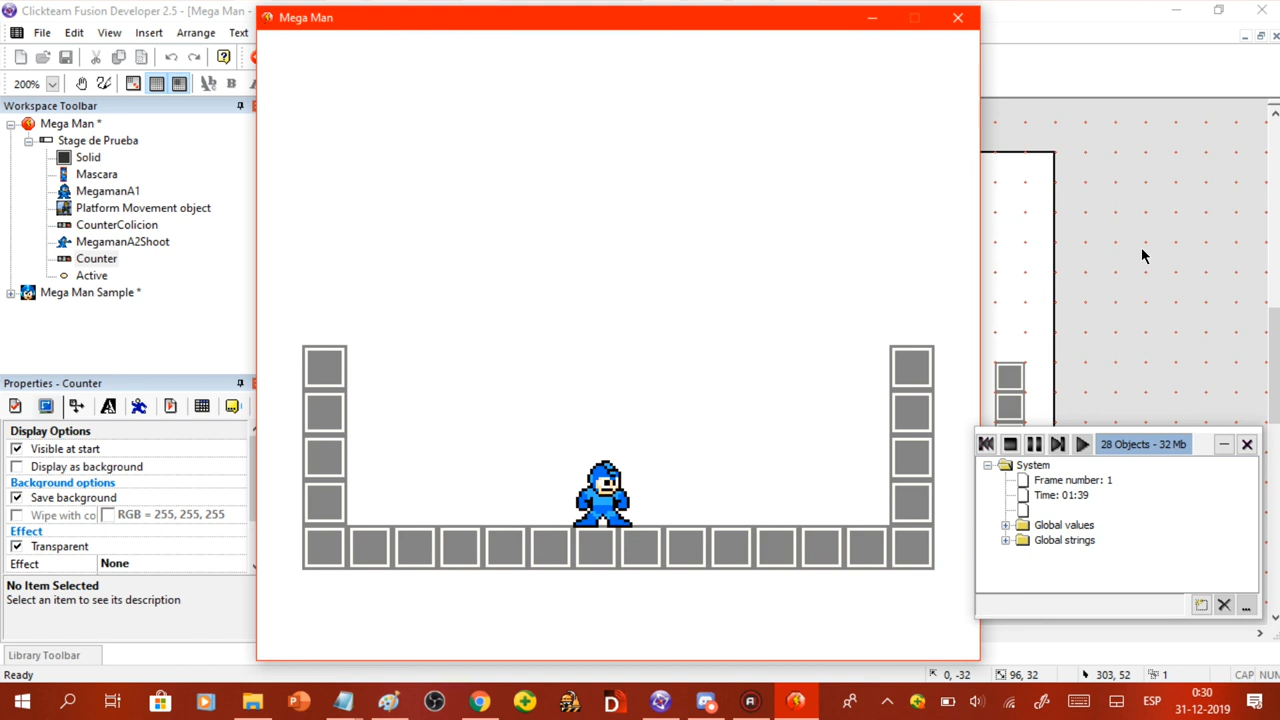 Clickteam Fusion Developer 2.5 - [Mega Man -
Mega Man
File Edit View Insert Arrange Text
200%
B
Workspace Toolbar
Mega Man *
Stage de Prueba
Solid
Mascara
MegamanA1
Platform Movement object
CounterColicion
MegamanA2Shoot
Counter
Active
Mega Man Sample *
Properties - Counter
Display Options
Visible at start
Display as background
Background options
Save background
Wipe with co RGB = 255, 255, 255
Effect
Transparent
Effect None
No Item Selected
Select an item to see its description
Library Toolbar
Ready
28 Objects - 32 Mb
System
Frame number: 1
Time: 01:39
Global values
Global strings
...
0, -32
96, 32
303, 52
1
CAP NUM
ESP
0:30
31-12-2019